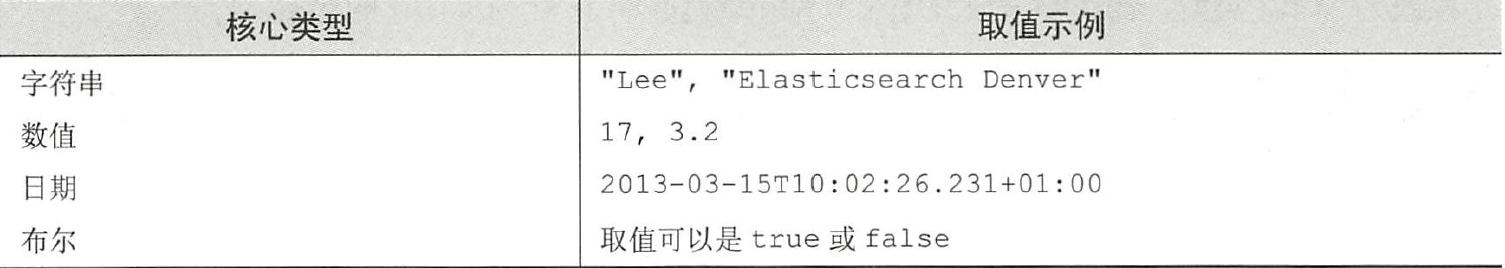 核心类型 取值示例
字符串 "Lee", "Elasticsearch Denver"
数值 17, 3.2
日期 2013-03-15T10:02:26.231+01:00
布尔 取值可以是 true 或 false